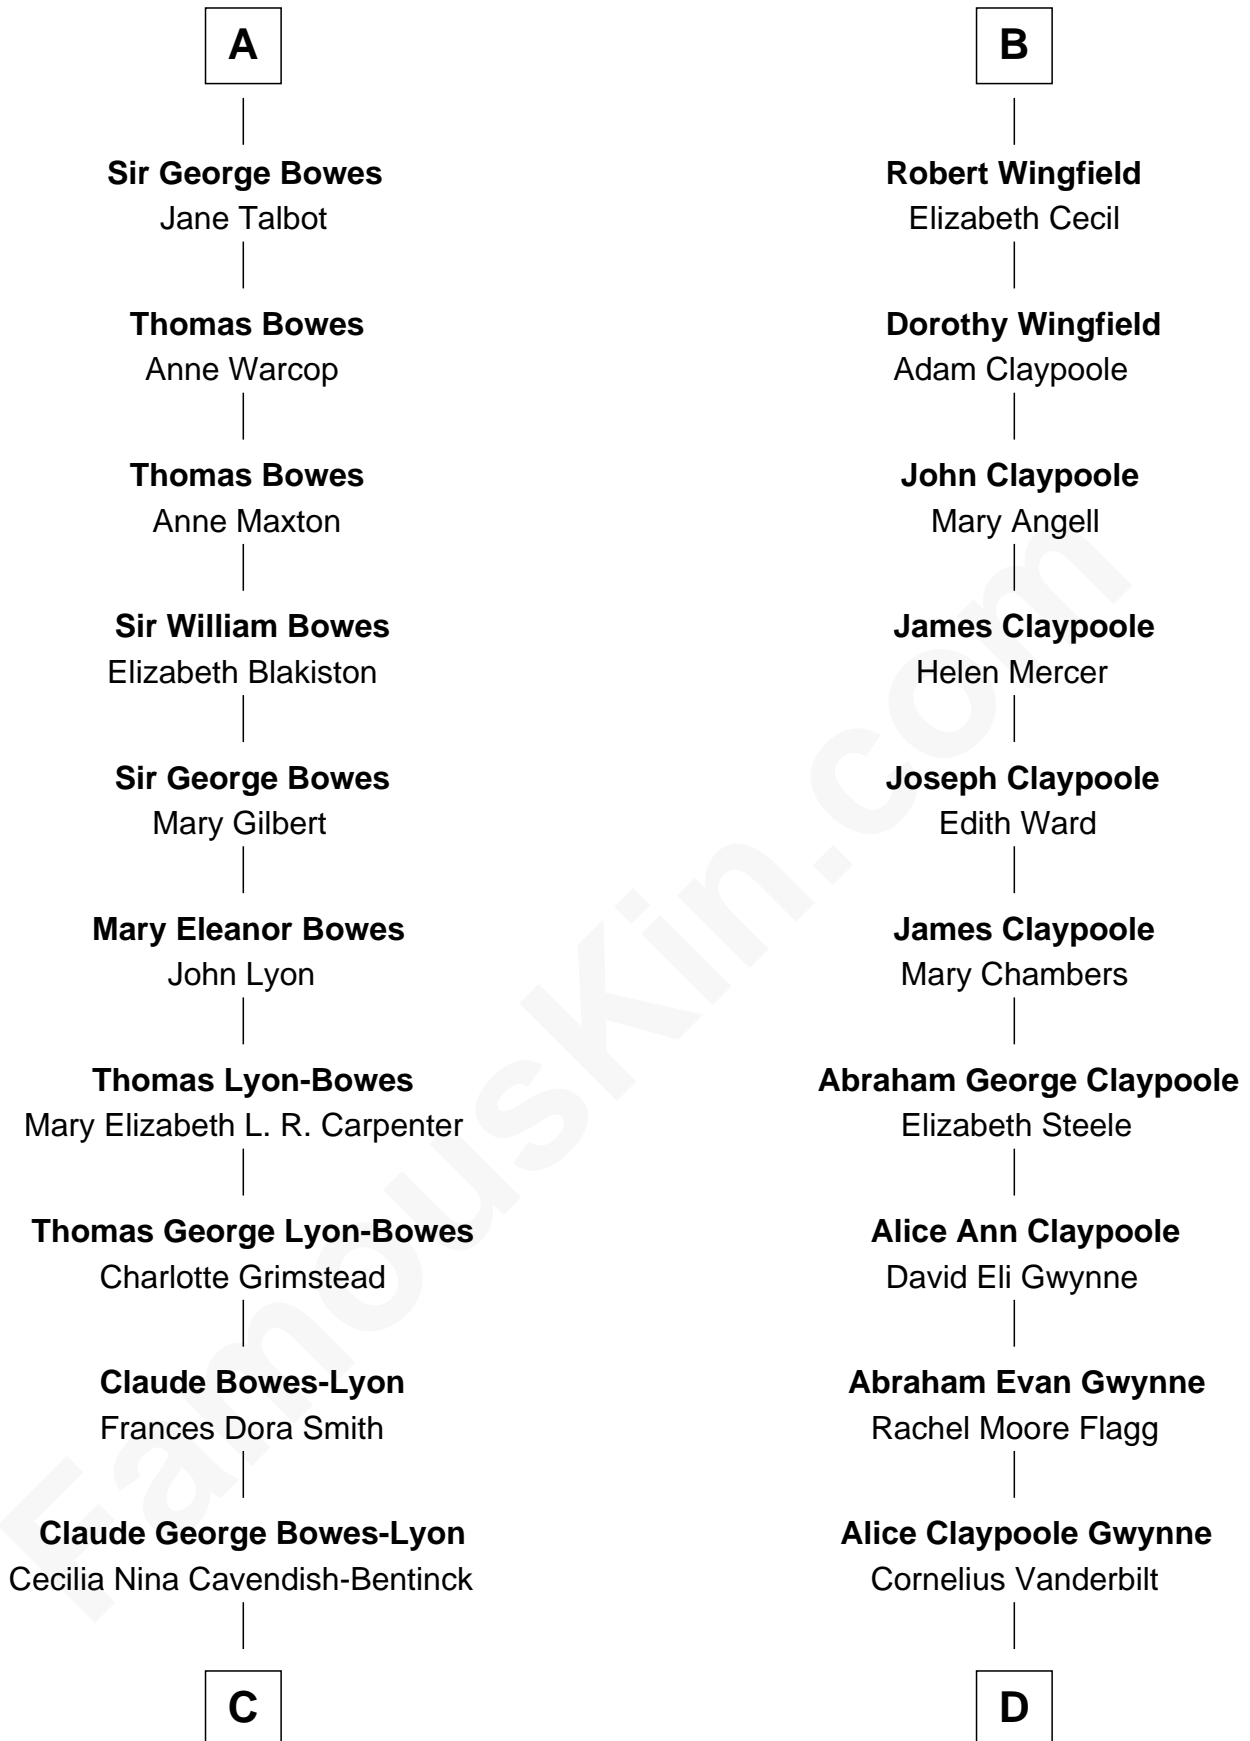 A
Sir George Bowes
Jane Talbot
Thomas Bowes
Anne Warcop
Thomas Bowes
Anne Maxton
Sir William Bowes
Elizabeth Blakiston
Sir George Bowes
Mary Gilbert
Mary Eleanor Bowes
John Lyon
Thomas Lyon-Bowes
Mary Elizabeth L. R. Carpenter
Thomas George Lyon-Bowes
Charlotte Grimstead
Claude Bowes-Lyon
Frances Dora Smith
Claude George Bowes-Lyon
Cecilia Nina Cavendish-Bentinck
C
B
Robert Wingfield
Elizabeth Cecil
Dorothy Wingfield
Adam Claypoole
John Claypoole
Mary Angell
James Claypoole
Helen Mercer
Joseph Claypoole
Edith Ward
James Claypoole
Mary Chambers
Abraham George Claypoole
Elizabeth Steele
Alice Ann Claypoole
David Eli Gwynne
Abraham Evan Gwynne
Rachel Moore Flagg
Alice Claypoole Gwynne
Cornelius Vanderbilt
D
FamousKin.com